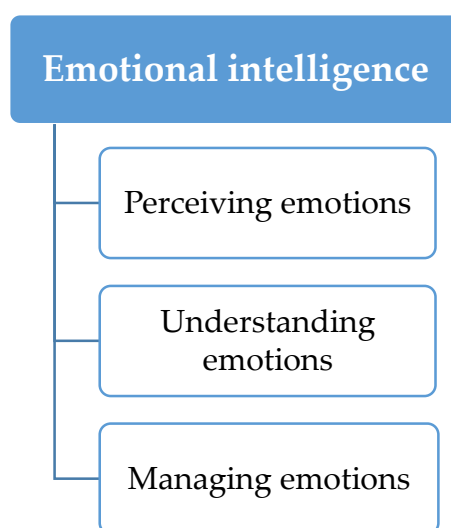 Emotional intelligence
Perceiving emotions
Understanding
emotions
Managing emotions